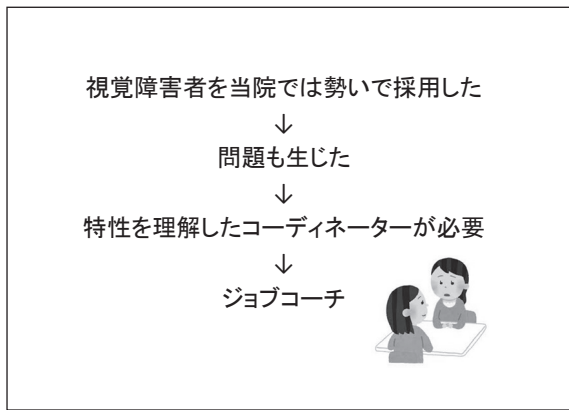 視覚障害者を当院では勢いで採用した
↓
問題も生じた
↓
特性を理解したコーディネーターが必要
↓
ジョブコーチ